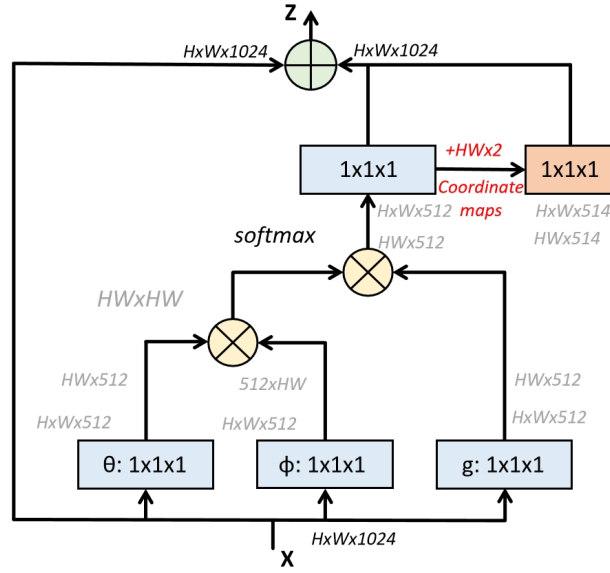 Z
HxWx1024
HxWx1024
1x1x1
+HWx2
Coordinate
maps
1x1x1
HxWx512
HWx512
HxWx514
HWx514
softmax
HWxHW
HWx512
HxWx512
512xHW
HxWx512
HWx512
HxWx512
θ: 1x1x1
ϕ: 1x1x1
g: 1x1x1
X
HxWx1024